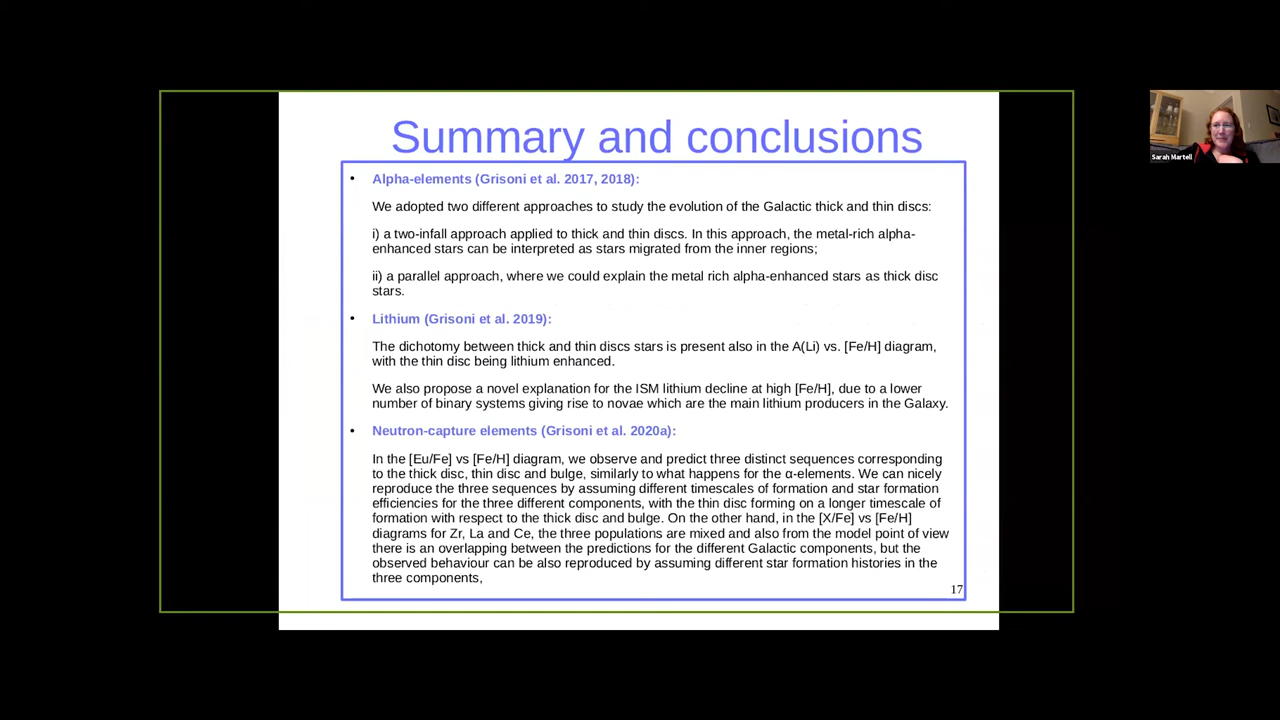 Summary and conclusions
• Alpha-elements (Grisoni et al. 2017, 2018):
We adopted two different approaches to study the evolution of the Galactic thick and thin discs:
i) a two-infall approach applied to thick and thin discs. In this approach, the metal-rich alpha-
enhanced stars can be interpreted as stars migrated from the inner regions;
ii) a parallel approach, where we could explain the metal rich alpha-enhanced stars as thick disc
stars.
• Lithium (Grisoni et al. 2019):
The dichotomy between thick and thin discs stars is present also in the A(Li) vs. [Fe/H] diagram,
with the thin disc being lithium enhanced.
We also propose a novel explanation for the ISM lithium decline at high [Fe/H], due to a lower
number of binary systems giving rise to novae which are the main lithium producers in the Galaxy.
• Neutron-capture elements (Grisoni et al. 2020a):
In the [Eu/Fe] vs [Fe/H] diagram, we observe and predict three distinct sequences corresponding
to the thick disc, thin disc and bulge, similarly to what happens for the α-elements. We can nicely
reproduce the three sequences by assuming different timescales of formation and star formation
efficiencies for the three different components, with the thin disc forming on a longer timescale of
formation with respect to the thick disc and bulge. On the other hand, in the [X/Fe] vs [Fe/H]
diagrams for Zr, La and Ce, the three populations are mixed and also from the model point of view
there is an overlapping between the predictions for the different Galactic components, but the
observed behaviour can be also reproduced by assuming different star formation histories in the
three components,
17
Sarah Martell